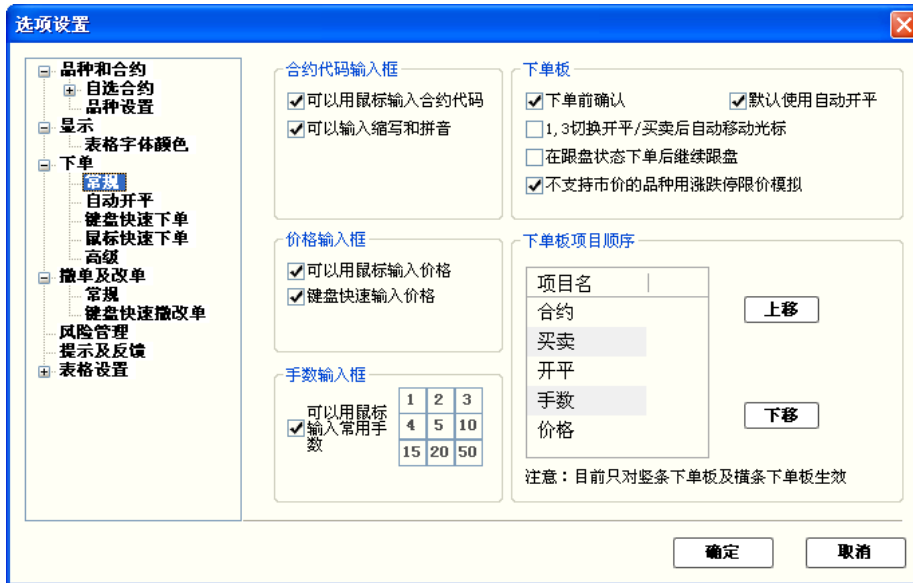 选项设置
品种和合约
自选合约
品种设置
显示
表格字体颜色
下单
常规
自动开平
键盘快速下单
鼠标快速下单
高级
撤单及改单
常规
键盘快速撤改单
风险管理
提示及反馈
表格设置
合约代码输入框
可以用鼠标输入合约代码
可以输入缩写和拼音
价格输入框
可以用鼠标输入价格
键盘快速输入价格
手数输入框
可以用鼠标
输入常用手
数
1 2 3
4 5 10
15 20 50
下单板
下单前确认 默认使用自动开平
1,3切换开平/买卖后自动移动光标
在跟盘状态下单后继续跟盘
不支持市价的品种用涨跌停限价模拟
下单板项目顺序
项目名
合约
买卖
开平
手数
价格
上移
下移
注意：目前只对竖条下单板及横条下单板生效
确定 取消